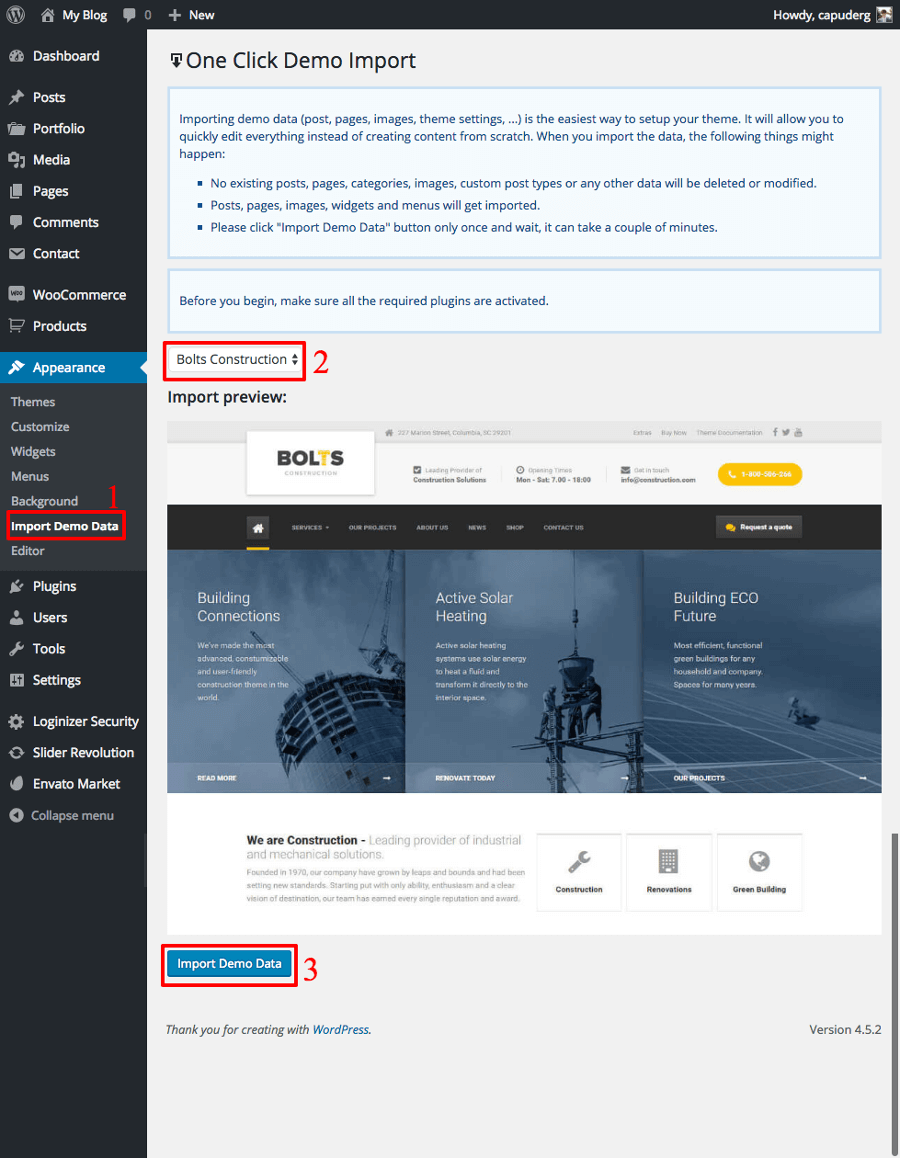 My Blog 0 New Howdy, capuderg
Dashboard
Posts
Portfolio
Media
Pages
Comments
Contact
WooCommerce
Products
Appearance
Themes
Customize
Widgets
Menus
Background
1
Import Demo Data
Editor
Plugins
Users
Tools
Settings
Loginizer Security
Slider Revolution
Envato Market
Collapse menu
One Click Demo Import
Importing demo data (post, pages, images, theme settings, ...) is the easiest way to setup your theme. It will allow you to
quickly edit everything instead of creating content from scratch. When you import the data, the following things might
happen:
No existing posts, pages, categories, images, custom post types or any other data will be deleted or modified.
Posts, pages, images, widgets and menus will get imported.
Please click "Import Demo Data" button only once and wait, it can take a couple of minutes.
Before you begin, make sure all the required plugins are activated.
Bolts Construction 2
Import preview:
227 Marion Street, Columbia, SC 29201 Extras Buy Now Theme Documentation
BOLTS
CONSTRUCTION
Leading Provider of
Construction Solutions
Opening Times
Mon - Sat: 7.00 - 18:00
Get in touch
info@construction.com
1-800-586-266
SERVICES OUR PROJECTS ABOUT US NEWS SHOP CONTACT US Request a quote
Building
Connections
We've made the most
advanced, constumizable
and user-friendly
construction theme in the
world.
READ MORE
Active Solar
Heating
Active solar heating
systems use solar energy
to heat a fluid and
transform it directly to the
interior space.
RENOVATE TODAY
Building ECO
Future
Most efficient, functional
green buildings for any
household and company.
Spaces for many years.
OUR PROJECTS
We are Construction - Leading provider of industrial
and mechanical solutions.
Founded in 1970, our company have grown by leaps and bounds and had been
setting new standards. Starting put with only ability, enthusiasm and a clear
vision of destination, our team has earned every single reputation and award.
Construction
Renovations
Green Building
Import Demo Data 3
Thank you for creating with WordPress. Version 4.5.2